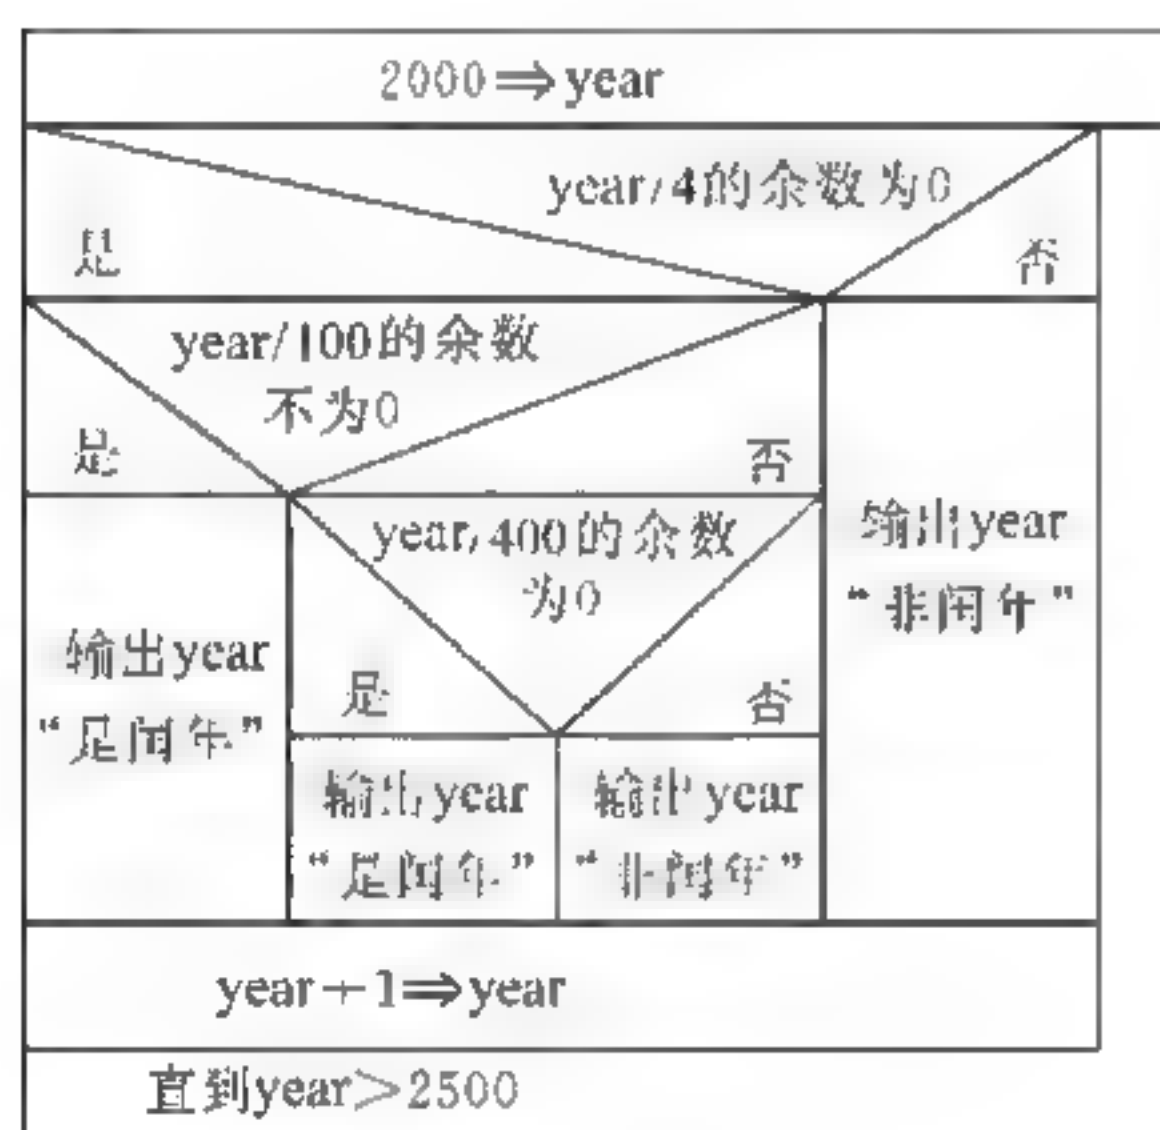 2000⇒year
year/4的余数为0
是
否
year/100的余数
不为0
是
否
year/400的余数
为0
是
否
输出year
“非闰年”
输出year
“是闰年”
输出year
“是闰年”
输出year
“非闰年”
year+1⇒year
直到year>2500